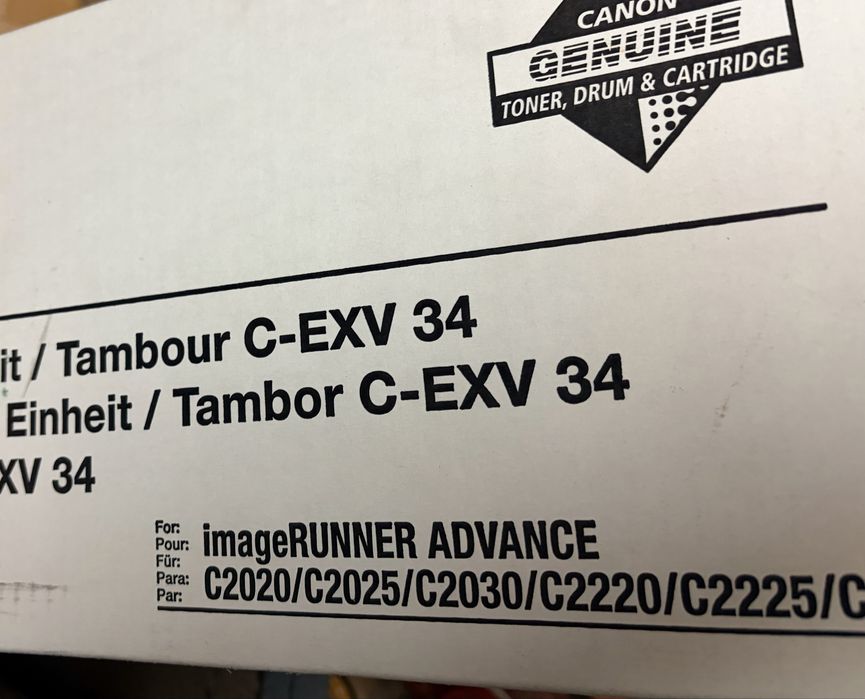 CANON
GENUINE
TONER, DRUM & CARTRIDGE
it / Tambour C-EXV 34
Einheit / Tambor C-EXV 34
XV 34
For:
Pour:
Für:
Para:
Par:
imageRUNNER ADVANCE
C2020/C2025/C2030/C2220/C2225/C